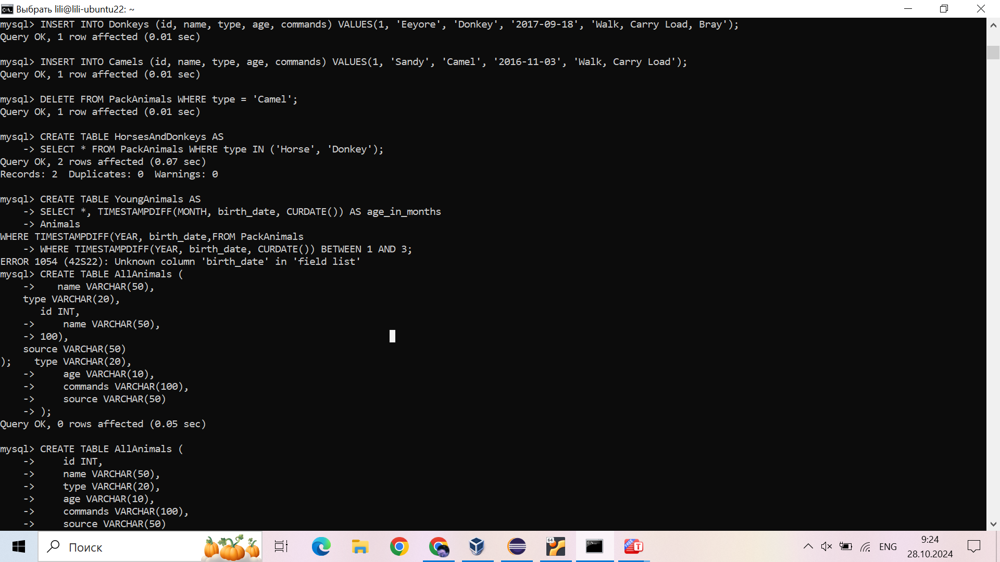 Выбрать lili@lili-ubuntu22: ~
mysql> INSERT INTO Donkeys (id, name, type, age, commands) VALUES(1, 'Eeyore', 'Donkey', '2017-09-18', 'Walk, Carry Load, Bray');
Query OK, 1 row affected (0.01 sec)
mysql> INSERT INTO Camels (id, name, type, age, commands) VALUES(1, 'Sandy', 'Camel', '2016-11-03', 'Walk, Carry Load');
Query OK, 1 row affected (0.01 sec)
mysql> DELETE FROM PackAnimals WHERE type = 'Camel';
Query OK, 1 row affected (0.01 sec)
mysql> CREATE TABLE HorsesAndDonkeys AS
    -> SELECT * FROM PackAnimals WHERE type IN ('Horse', 'Donkey');
Query OK, 2 rows affected (0.07 sec)
Records: 2  Duplicates: 0  Warnings: 0
mysql> CREATE TABLE YoungAnimals AS
    -> SELECT *, TIMESTAMPDIFF(MONTH, birth_date, CURDATE()) AS age_in_months
    -> Animals
WHERE TIMESTAMPDIFF(YEAR, birth_date,FROM PackAnimals
    -> WHERE TIMESTAMPDIFF(YEAR, birth_date, CURDATE()) BETWEEN 1 AND 3;
ERROR 1054 (42S22): Unknown column 'birth_date' in 'field list'
mysql> CREATE TABLE AllAnimals (
    ->    name VARCHAR(50),
    type VARCHAR(20),
       id INT,
    ->     name VARCHAR(50),
    -> 100),
    source VARCHAR(50)
);    type VARCHAR(20),
    ->     age VARCHAR(10),
    ->     commands VARCHAR(100),
    ->     source VARCHAR(50)
    -> );
Query OK, 0 rows affected (0.05 sec)
mysql> CREATE TABLE AllAnimals (
    ->     id INT,
    ->     name VARCHAR(50),
    ->     type VARCHAR(20),
    ->     age VARCHAR(10),
    ->     commands VARCHAR(100),
    ->     source VARCHAR(50)
Поиск
64
C:\
FREE
T
ENG
9:24
28.10.2024